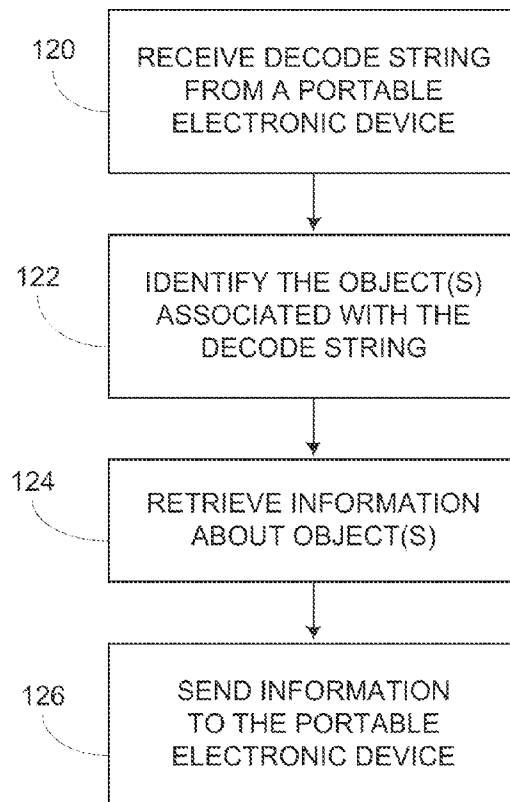 120
RECEIVE DECODE STRING
FROM A PORTABLE
ELECTRONIC DEVICE
122
IDENTIFY THE OBJECT(S)
ASSOCIATED WITH THE
DECODE STRING
124
RETRIEVE INFORMATION
ABOUT OBJECT(S)
126
SEND INFORMATION
TO THE PORTABLE
ELECTRONIC DEVICE